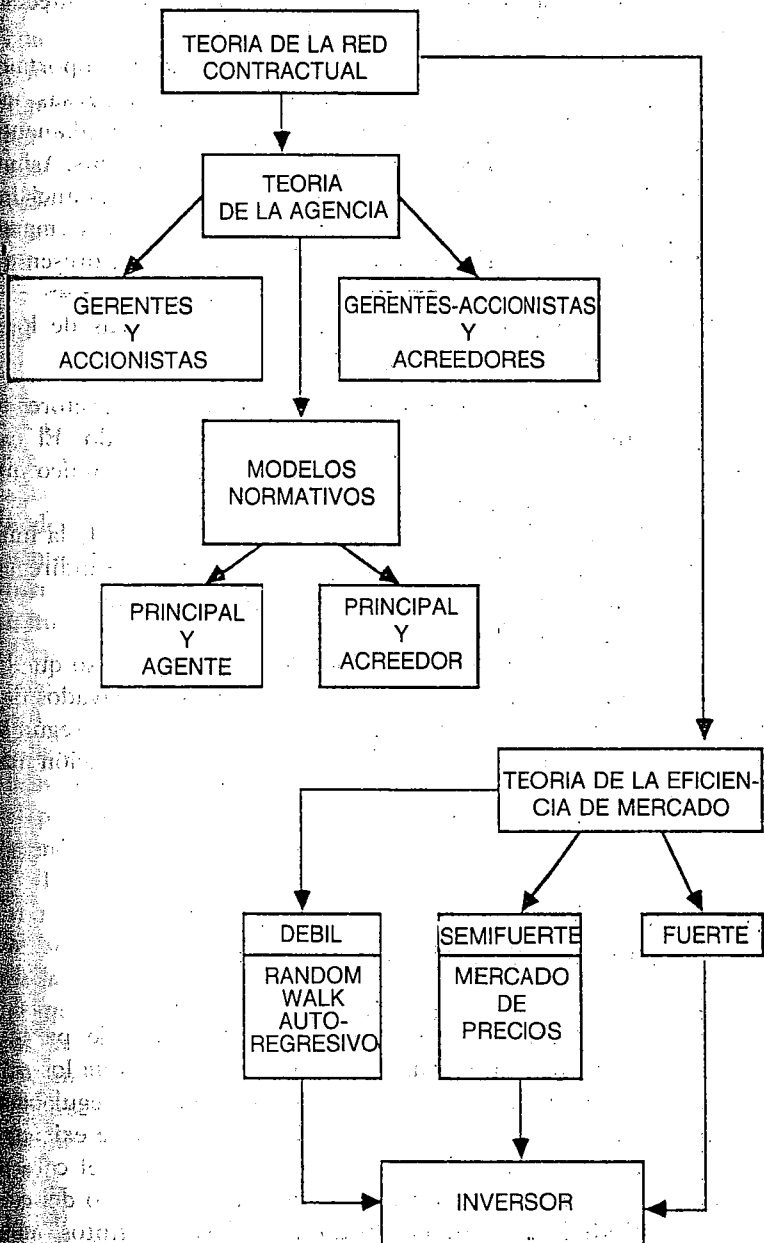 TEORIA DE LA RED
CONTRACTUAL
TEORIA
DE LA AGENCIA
GERENTES
Y
ACCIONISTAS
GERENTES-ACCIONISTAS
Y
ACREEDORES
MODELOS
NORMATIVOS
PRINCIPAL
Y
AGENTE
PRINCIPAL
Y
ACREEDOR
TEORIA DE LA EFICIEN-
CIA DE MERCADO
DEBIL
RANDOM
WALK
AUTO-
REGRESIVO
SEMIFUERTE
MERCADO
DE
PRECIOS
FUERTE
INVERSOR